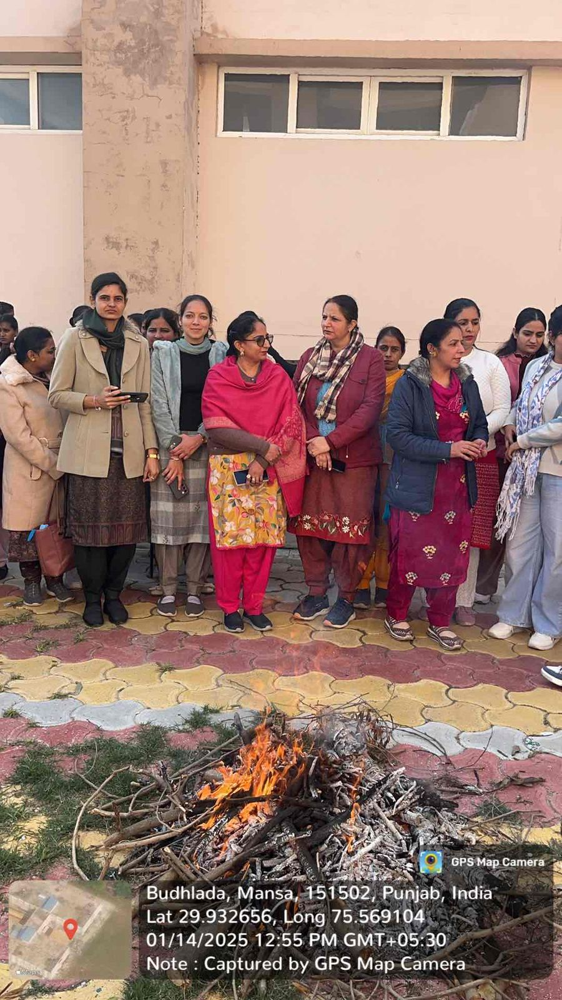 GPS Map Camera
Budhlada, Mansa, 151502, Punjab, India
Lat 29.932656, Long 75.569104
01/14/2025 12:55 PM GMT+05:30
Note : Captured by GPS Map Camera